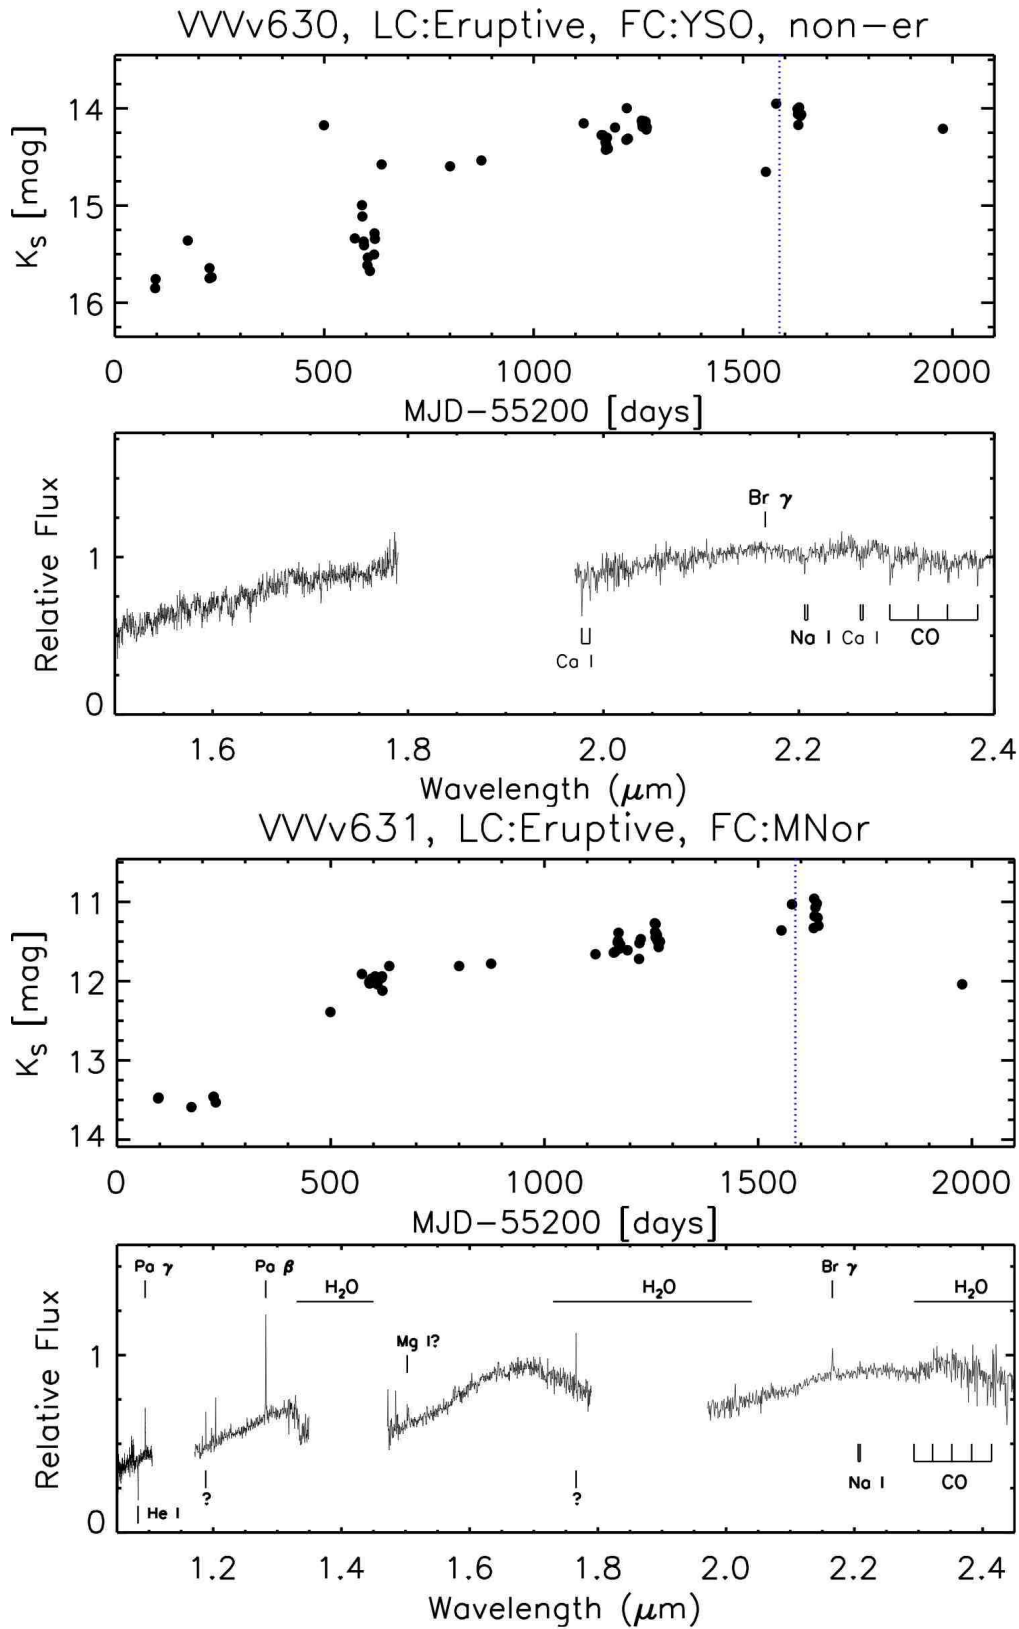 VVVv630, LC:Eruptive, FC:YSO, non-er
14
15
16
Ks [mag]
0 500 1000 1500 2000
MJD-55200 [days]
Relative Flux
1
0
Br γ
Ca I
Na I Ca I CO
1.6 1.8 2.0 2.2 2.4
Wavelength (μm)
VVVv631, LC:Eruptive, FC:MNor
11
12
13
14
Ks [mag]
0 500 1000 1500 2000
MJD-55200 [days]
Relative Flux
1
0
Pa γ Pa β H2O H2O Br γ H2O
Mg I?
He I ? ? Na I CO
1.2 1.4 1.6 1.8 2.0 2.2 2.4
Wavelength (μm)